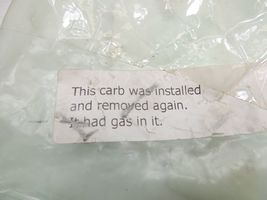 This carb was installed
and removed again.
It had gas in it.